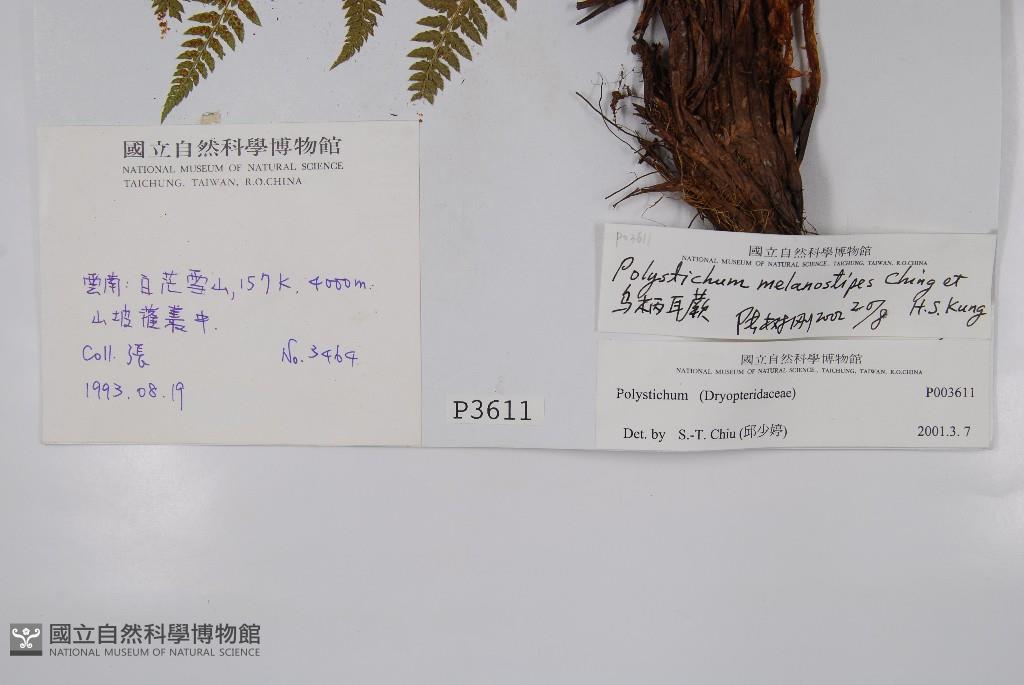 國立自然科學博物館
NATIONAL MUSEUM OF NATURAL SCIENCE
TAICHUNG, TAIWAN, R.O.CHINA
雲南: 白茫雪山, 157K, 4000m.
山坡灌叢中.
Coll. 張 No. 3464
1993.08.19
P3611
P03611
國立自然科學博物館
NATIONAL MUSEUM OF NATURAL SCIENCE, TAICHUNG, TAIWAN, R.O.CHINA
Polystichum melanostipes Ching et
H.S. Kung
乌柄耳蕨
2002
國立自然科學博物館
NATIONAL MUSEUM OF NATURAL SCIENCE, TAICHUNG, TAIWAN, R.O.CHINA
Polystichum (Dryopteridaceae) P003611
Det. by S.-T. Chiu (邱少婷) 2001.3.7
國立自然科學博物館
NATIONAL MUSEUM OF NATURAL SCIENCE